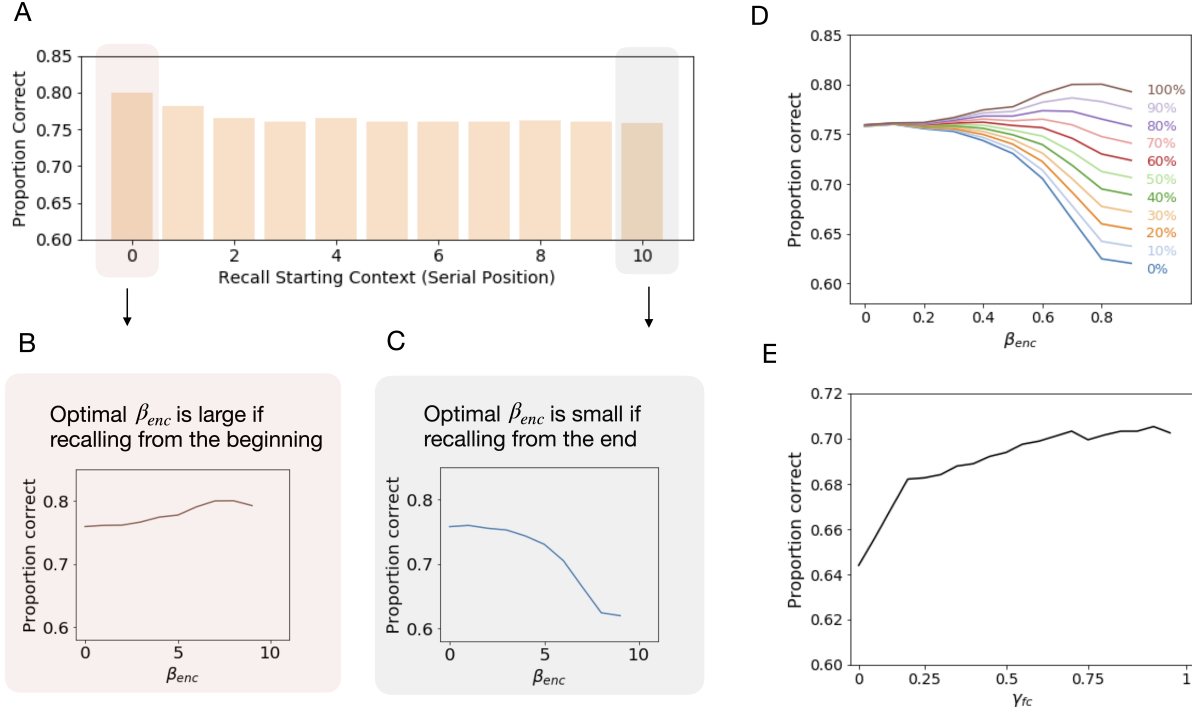 A
0.85
0.80
0.75
0.70
0.65
0.60
Proportion Correct
0 2 4 6 8 10
Recall Starting Context (Serial Position)
B
Optimal βenc is large if
recalling from the beginning
0.8
0.7
0.6
Proportion correct
0 5 10
βenc
C
Optimal βenc is small if
recalling from the end
0.8
0.7
0.6
Proportion correct
0 5 10
βenc
D
0.85
0.80
0.75
0.70
0.65
0.60
Proportion correct
100%
90%
80%
70%
60%
50%
40%
30%
20%
10%
0%
0 0.2 0.4 0.6 0.8
βenc
E
0.72
0.70
0.68
0.66
0.64
0.62
0.60
Proportion correct
0 0.25 0.5 0.75 1
γfc